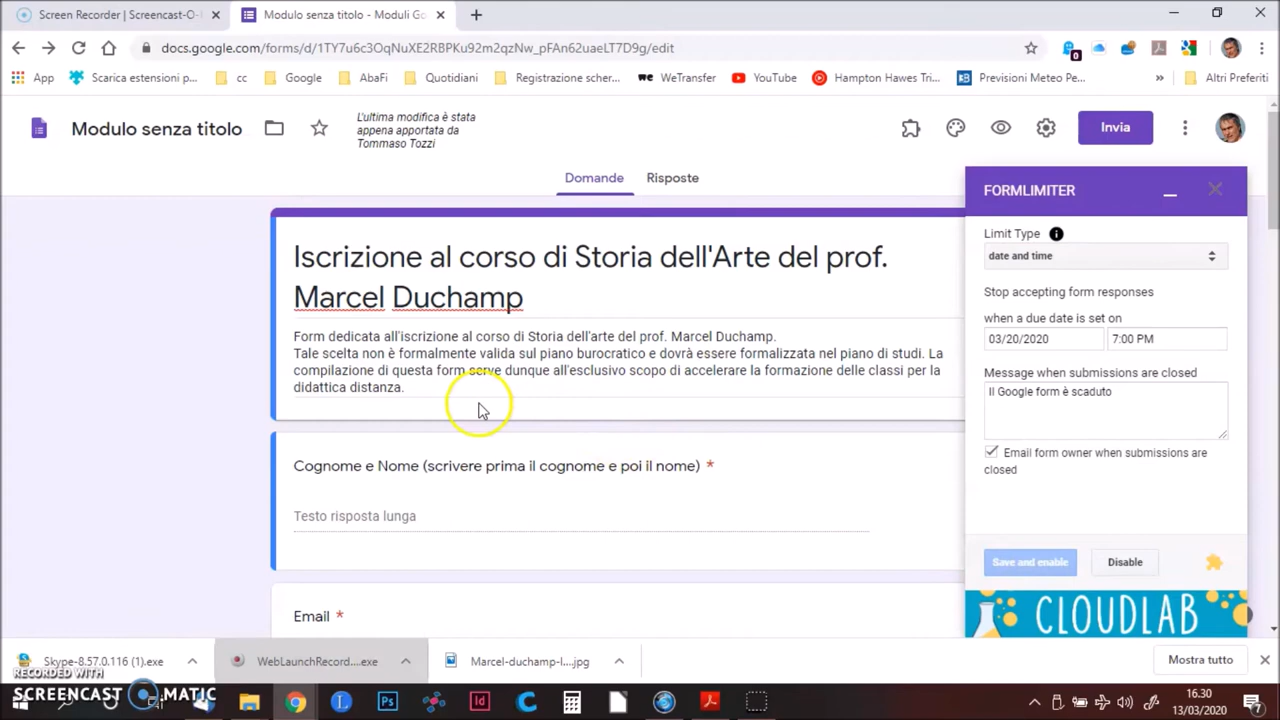 Screen Recorder | Screencast-O-
Modulo senza titolo - Moduli Go
docs.google.com/forms/d/1TY7u6c3OqNuXE2RBPKu92m2qzNw_pFAn62uaeLT7D9g/edit
0
App
Scarica estensioni p...
cc
Google
AbaFi
Quotidiani
Registrazione scher...
we WeTransfer
YouTube
Hampton Hawes Tri...
Previsioni Meteo Pe...
»
Altri Preferiti
Modulo senza titolo
L'ultima modifica è stata
appena apportata da
Tommaso Tozzi
Invia
Domande
Risposte
Iscrizione al corso di Storia dell'Arte del prof.
Marcel Duchamp
Form dedicata all'iscrizione al corso di Storia dell'arte del prof. Marcel Duchamp.
Tale scelta non è formalmente valida sul piano burocratico e dovrà essere formalizzata nel piano di studi. La
compilazione di questa form serve dunque all'esclusivo scopo di accelerare la formazione delle classi per la
didattica distanza.
Cognome e Nome (scrivere prima il cognome e poi il nome) *
Testo risposta lunga
Email *
FORMLIMITER
Limit Type
date and time
Stop accepting form responses
when a due date is set on
03/20/2020
7:00 PM
Message when submissions are closed
Il Google form è scaduto
Email form owner when submissions are
closed
Save and enable
Disable
CLOUDLAB
Skype-8.57.0.116 (1).exe
WebLaunchRecord....exe
Marcel-duchamp-l....jpg
Mostra tutto
RECORDED WITH
SCREENCAST MATIC
Ps
Id
16.30
13/03/2020
7